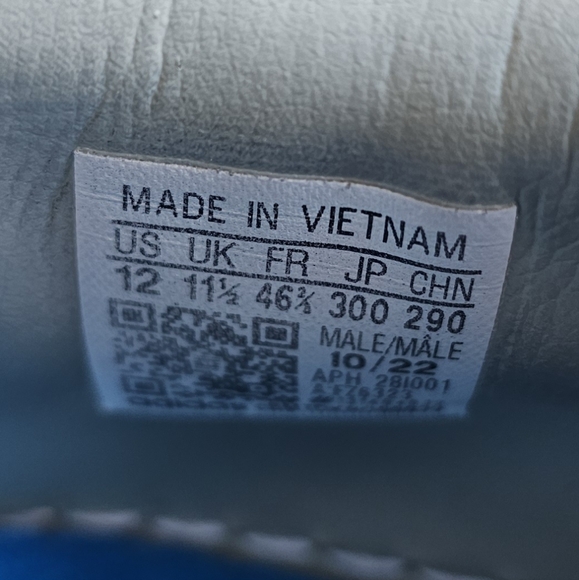 MADE IN VIETNAM
US UK FR JP CHN
12 11½ 46⅔ 300 290
MALE/MÂLE
10/22
APH 28I001